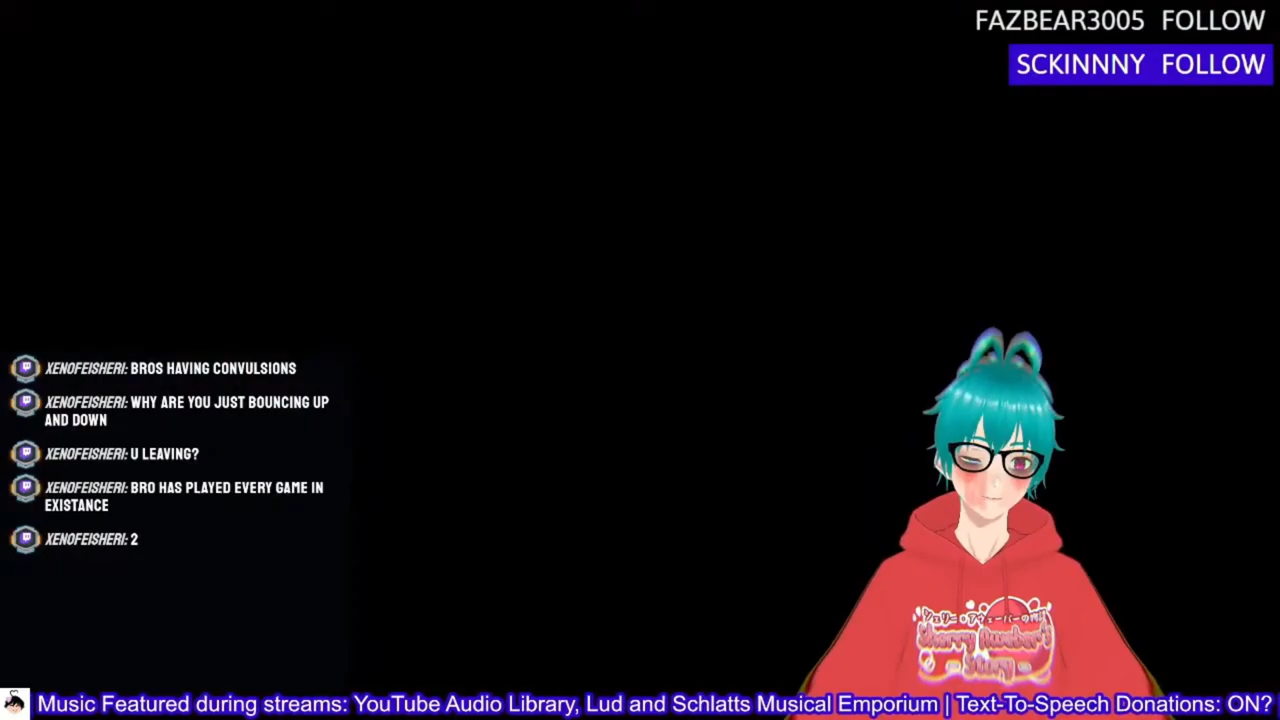 FAZBEAR3005 FOLLOW
SCKINNNY FOLLOW
XENOFEISHERI: BROS HAVING CONVULSIONS
XENOFEISHERI: WHY ARE YOU JUST BOUNCING UP
AND DOWN
XENOFEISHERI: U LEAVING?
XENOFEISHERI: BRO HAS PLAYED EVERY GAME IN
EXISTANCE
XENOFEISHERI: 2
Story
Music Featured during streams: YouTube Audio Library, Lud and Schlatts Musical Emporium | Text-To-Speech Donations: ON?